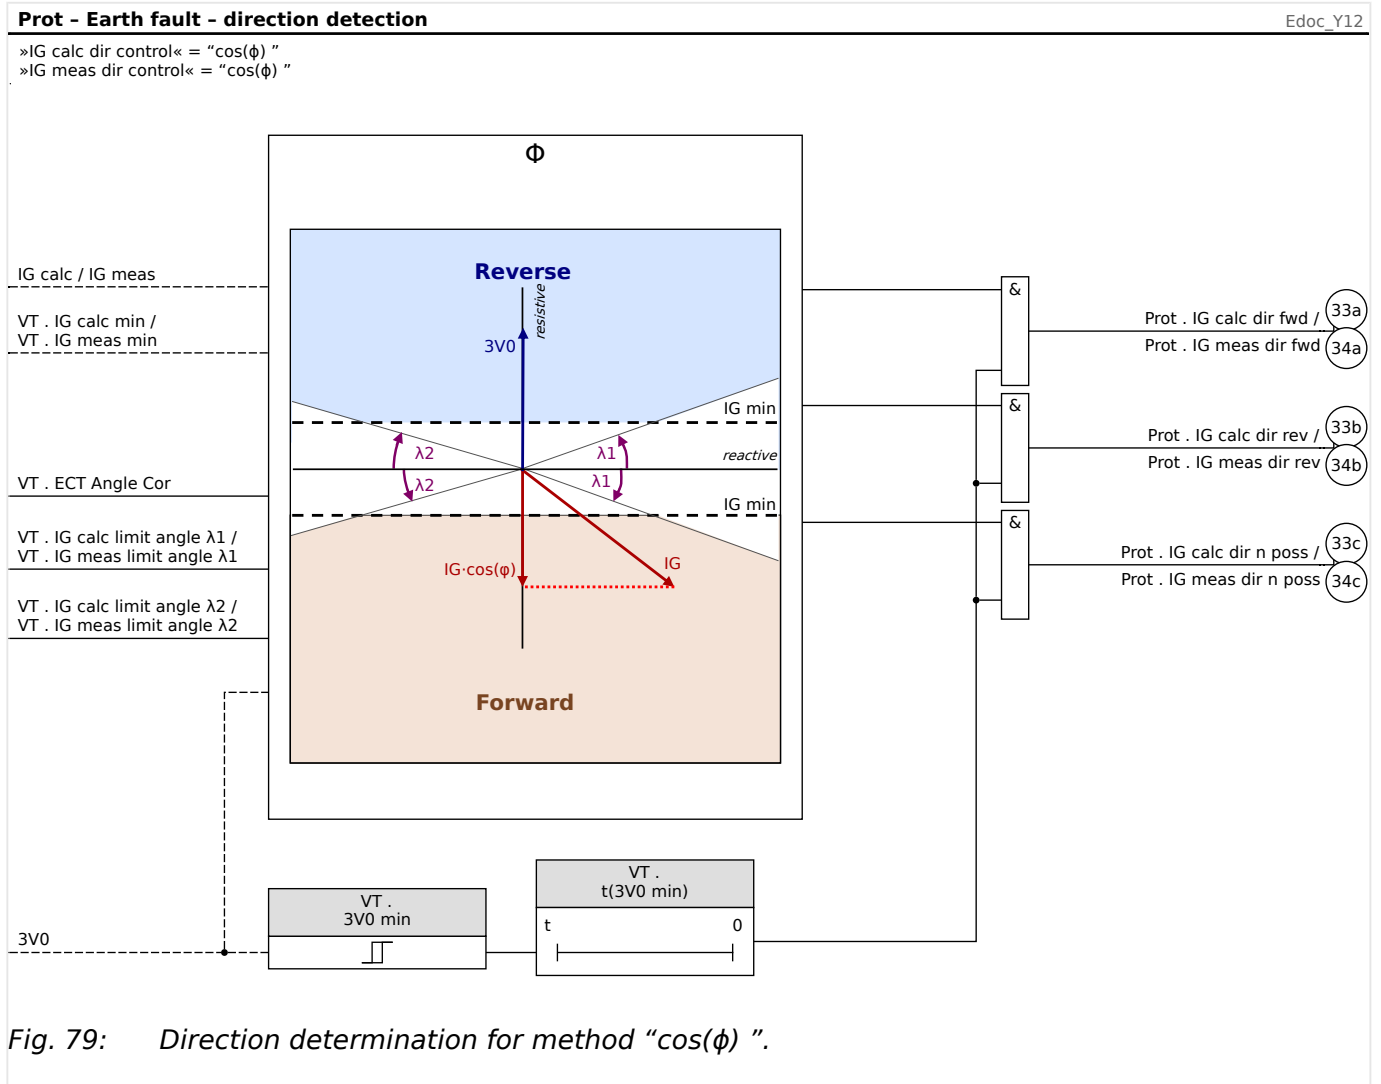 Prot – Earth fault – direction detection
Edoc_Y12
»IG calc dir control« = “cos(ϕ) ”
»IG meas dir control« = “cos(ϕ) ”
Φ
Reverse
resistive
3V0
IG min
λ2
λ1
reactive
λ2
λ1
IG min
IG·cos(φ)
IG
Forward
IG calc / IG meas
VT . IG calc min /
VT . IG meas min
VT . ECT Angle Cor
VT . IG calc limit angle λ1 /
VT . IG meas limit angle λ1
VT . IG calc limit angle λ2 /
VT . IG meas limit angle λ2
3V0
VT .
3V0 min
VT .
t(3V0 min)
t
0
&
Prot . IG calc dir fwd /
33a
Prot . IG meas dir fwd
34a
&
Prot . IG calc dir rev /
33b
Prot . IG meas dir rev
34b
&
Prot . IG calc dir n poss /
33c
Prot . IG meas dir n poss
34c
Fig. 79: Direction determination for method “cos(ϕ) ”.